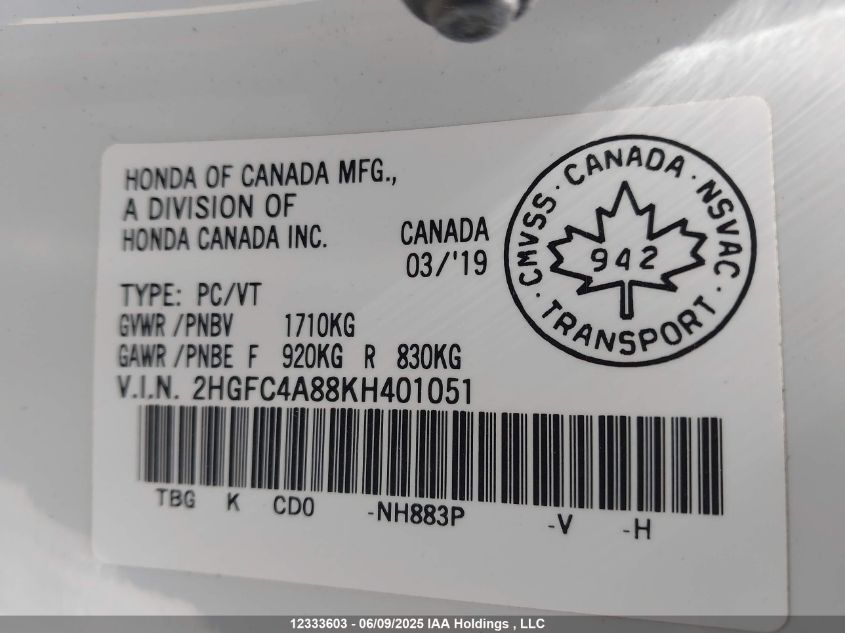 HONDA OF CANADA MFG.,
A DIVISION OF
HONDA CANADA INC.
CANADA
03/'19
TYPE: PC/VT
GVWR /PNBV 1710KG
GAWR /PNBE F 920KG R 830KG
V.I.N. 2HGFC4A88KH401051
TBG K CD0 -NH883P -V -H
CMVSS · CANADA · NSVAC · TRANSPORT ·
942
12333603 - 06/09/2025 IAA Holdings , LLC